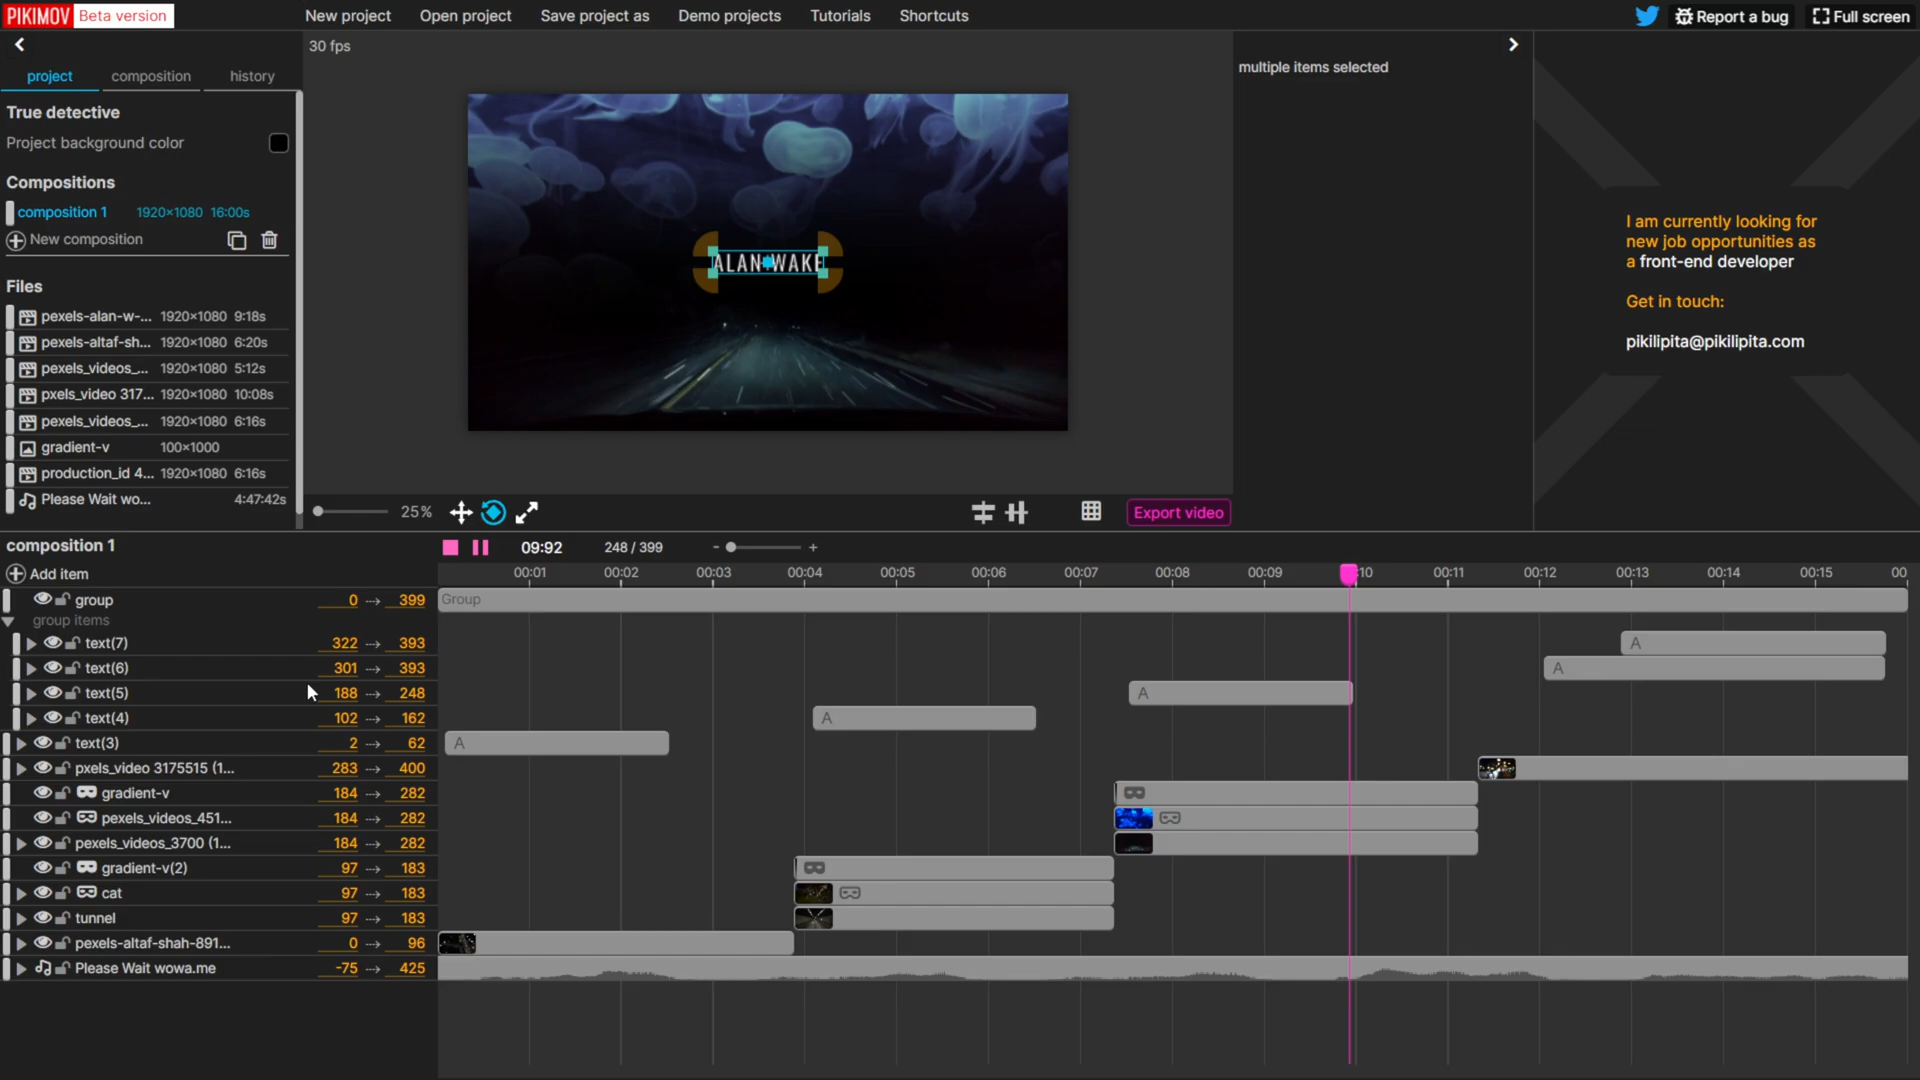 PIKIMOV Beta version New project Open project Save project as Demo projects Tutorials Shortcuts Report a bug Full screen
30 fps
project composition history
True detective
Project background color
Compositions
composition 1 1920×1080 16:00s
New composition
Files
pexels-alan-w-... 1920×1080 9:18s
pexels-altaf-sh... 1920×1080 6:20s
pexels_videos_... 1920×1080 5:12s
pxels_video 317... 1920×1080 10:08s
pexels_videos_... 1920×1080 6:16s
gradient-v 100×1000
production_id 4... 1920×1080 6:16s
Please Wait wo... 4:47:42s
ALAN WAKE
25%
Export video
multiple items selected
I am currently looking for
new job opportunities as
a front-end developer
Get in touch:
pikilipita@pikilipita.com
composition 1 09:92 248 / 399 - +
Add item
00:01 00:02 00:03 00:04 00:05 00:06 00:07 00:08 00:09 :10 00:11 00:12 00:13 00:14 00:15 00
group 0 --> 399 Group
group items
text(7) 322 --> 393 A
text(6) 301 --> 393 A
text(5) 188 --> 248 A
text(4) 102 --> 162 A
text(3) 2 --> 62 A
pxels_video 3175515 (1... 283 --> 400
gradient-v 184 --> 282
pexels_videos_451... 184 --> 282
pexels_videos_3700 (1... 184 --> 282
gradient-v(2) 97 --> 183
cat 97 --> 183
tunnel 97 --> 183
pexels-altaf-shah-891... 0 --> 96
Please Wait wowa.me -75 --> 425